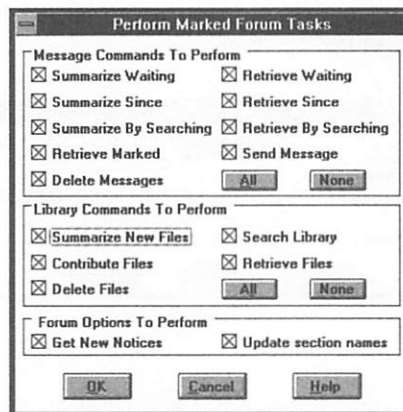 Perform Marked Forum Tasks
Message Commands To Perform
Summarize Waiting Retrieve Waiting
Summarize Since Retrieve Since
Summarize By Searching Retrieve By Searching
Retrieve Marked Send Message
Delete Messages All None
Library Commands To Perform
Summarize New Files Search Library
Contribute Files Retrieve Files
Delete Files All None
Forum Options To Perform
Get New Notices Update section names
OK Cancel Help